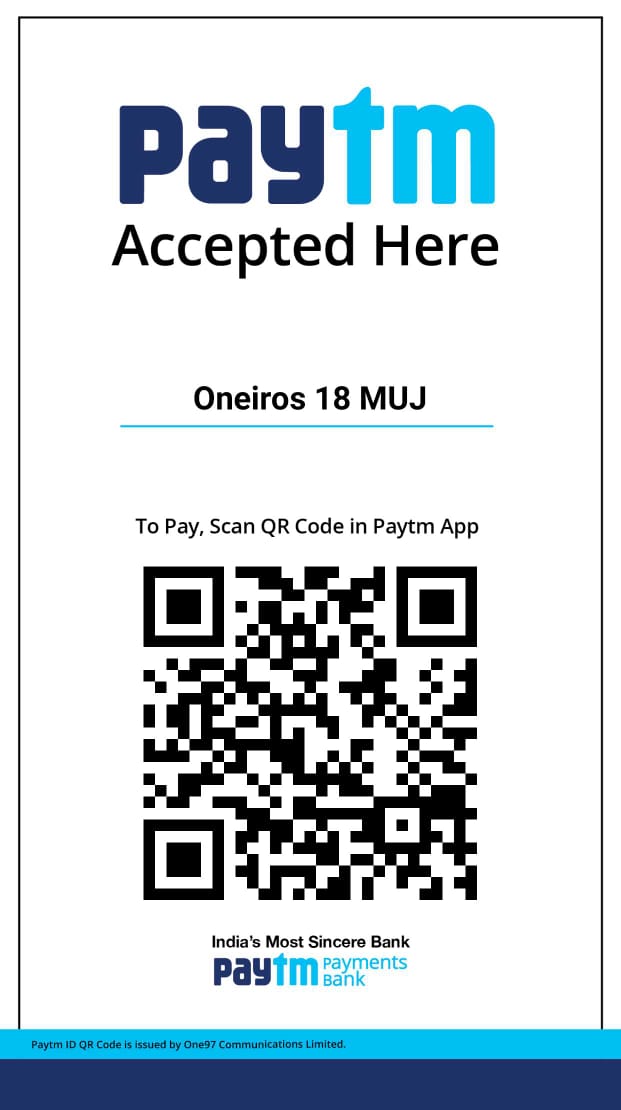 paytm
Accepted Here
Oneiros 18 MUJ
To Pay, Scan QR Code in Paytm App
India's Most Sincere Bank
paytm Payments
Bank
Paytm ID QR Code is issued by One97 Communications Limited.